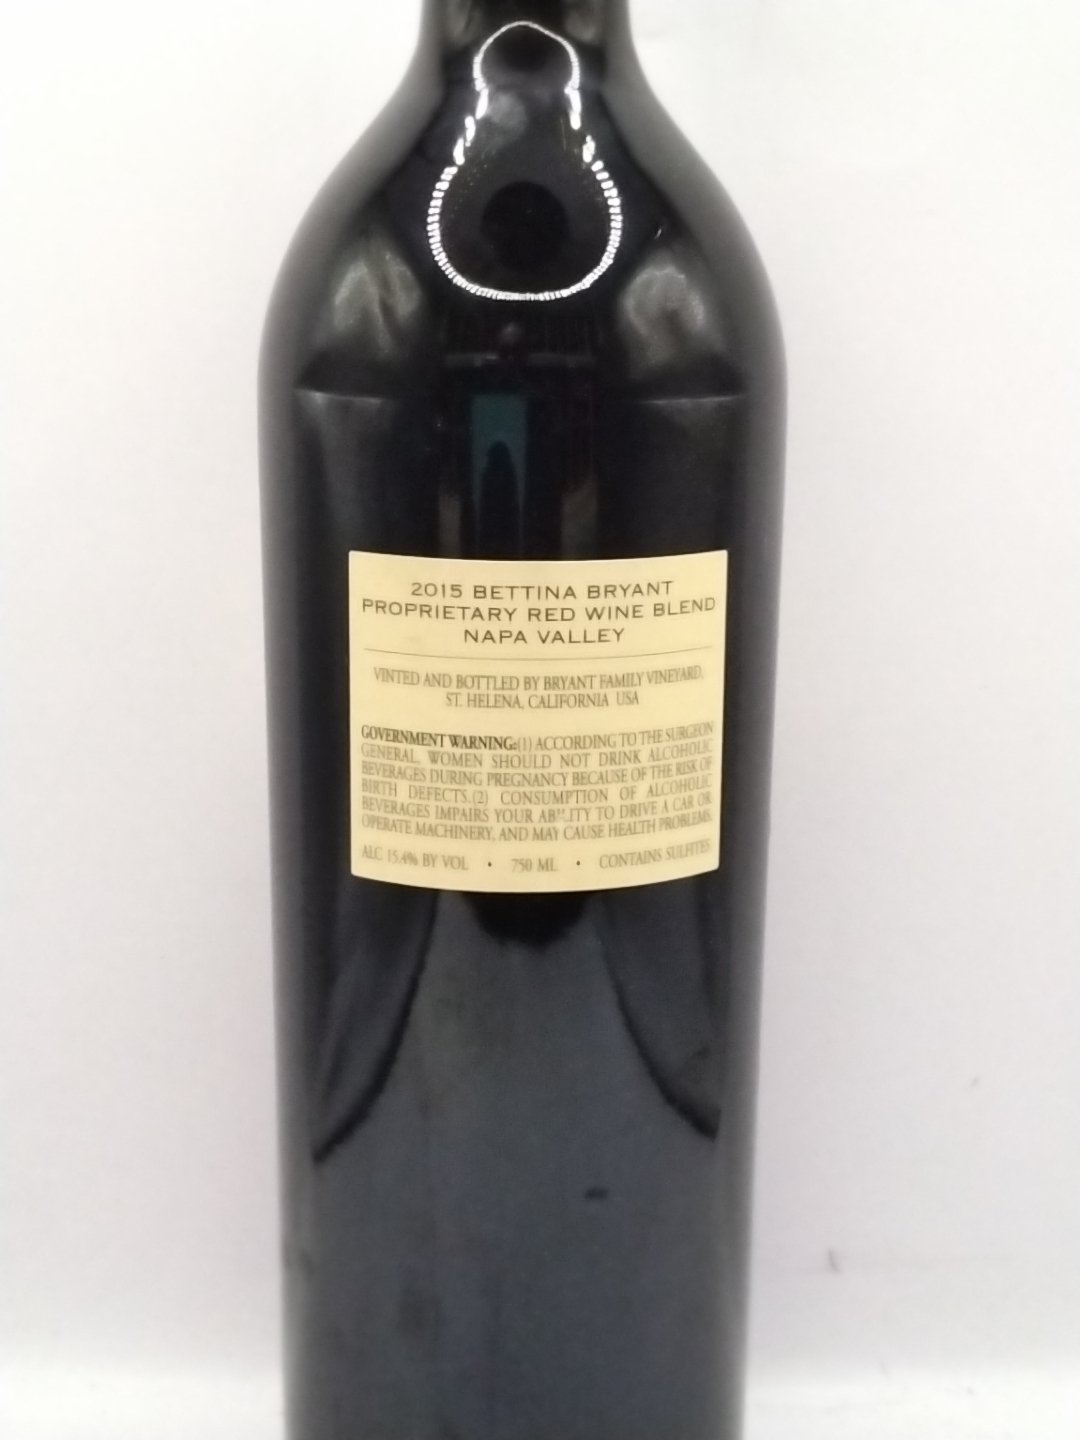 2015 BETTINA BRYANT
PROPRIETARY RED WINE BLEND
NAPA VALLEY
VINTED AND BOTTLED BY BRYANT FAMILY VINEYARD,
ST. HELENA, CALIFORNIA USA
GOVERNMENT WARNING:(1) ACCORDING TO THE SURGEON
GENERAL, WOMEN SHOULD NOT DRINK ALCOHOLIC
BEVERAGES DURING PREGNANCY BECAUSE OF THE RISK OF
BIRTH DEFECTS.(2) CONSUMPTION OF ALCOHOLIC
BEVERAGES IMPAIRS YOUR ABILITY TO DRIVE A CAR OR
OPERATE MACHINERY, AND MAY CAUSE HEALTH PROBLEMS.
ALC 15.4% BY VOL • 750 ML • CONTAINS SULFITES